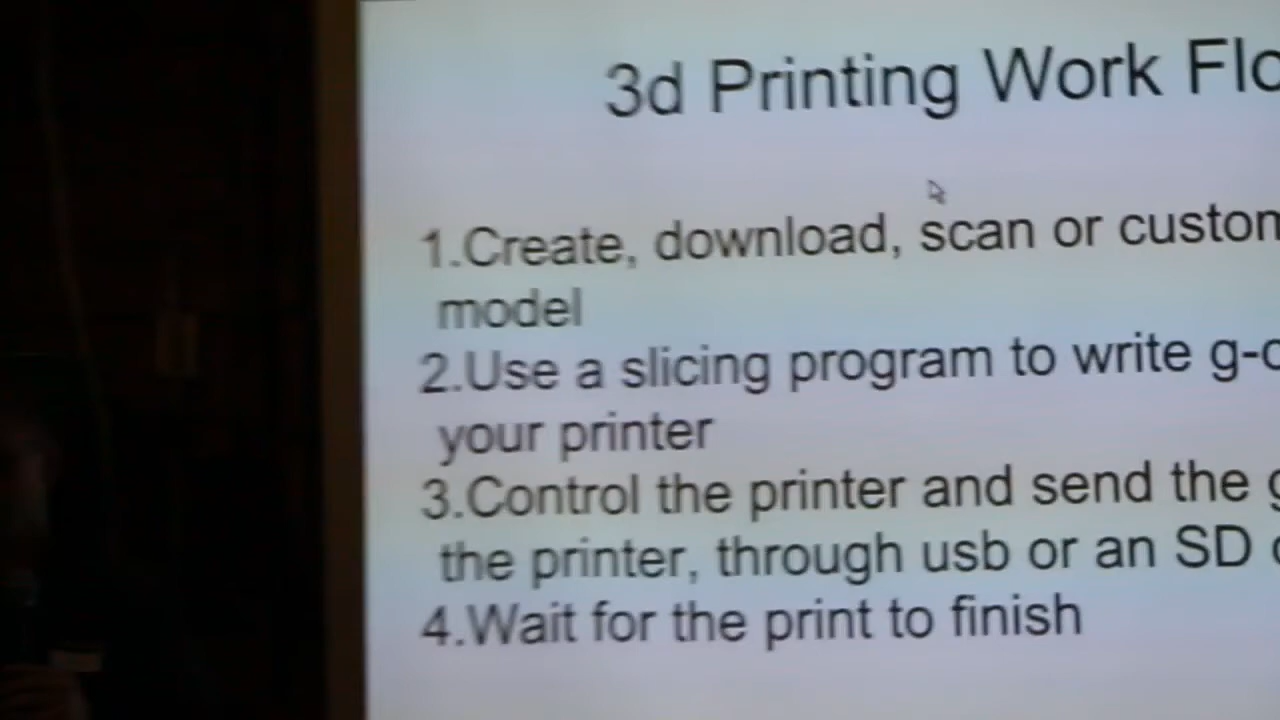 3d Printing Work Flo
1.Create, download, scan or custom
model
2.Use a slicing program to write g-c
your printer
3.Control the printer and send the g
the printer, through usb or an SD c
4.Wait for the print to finish